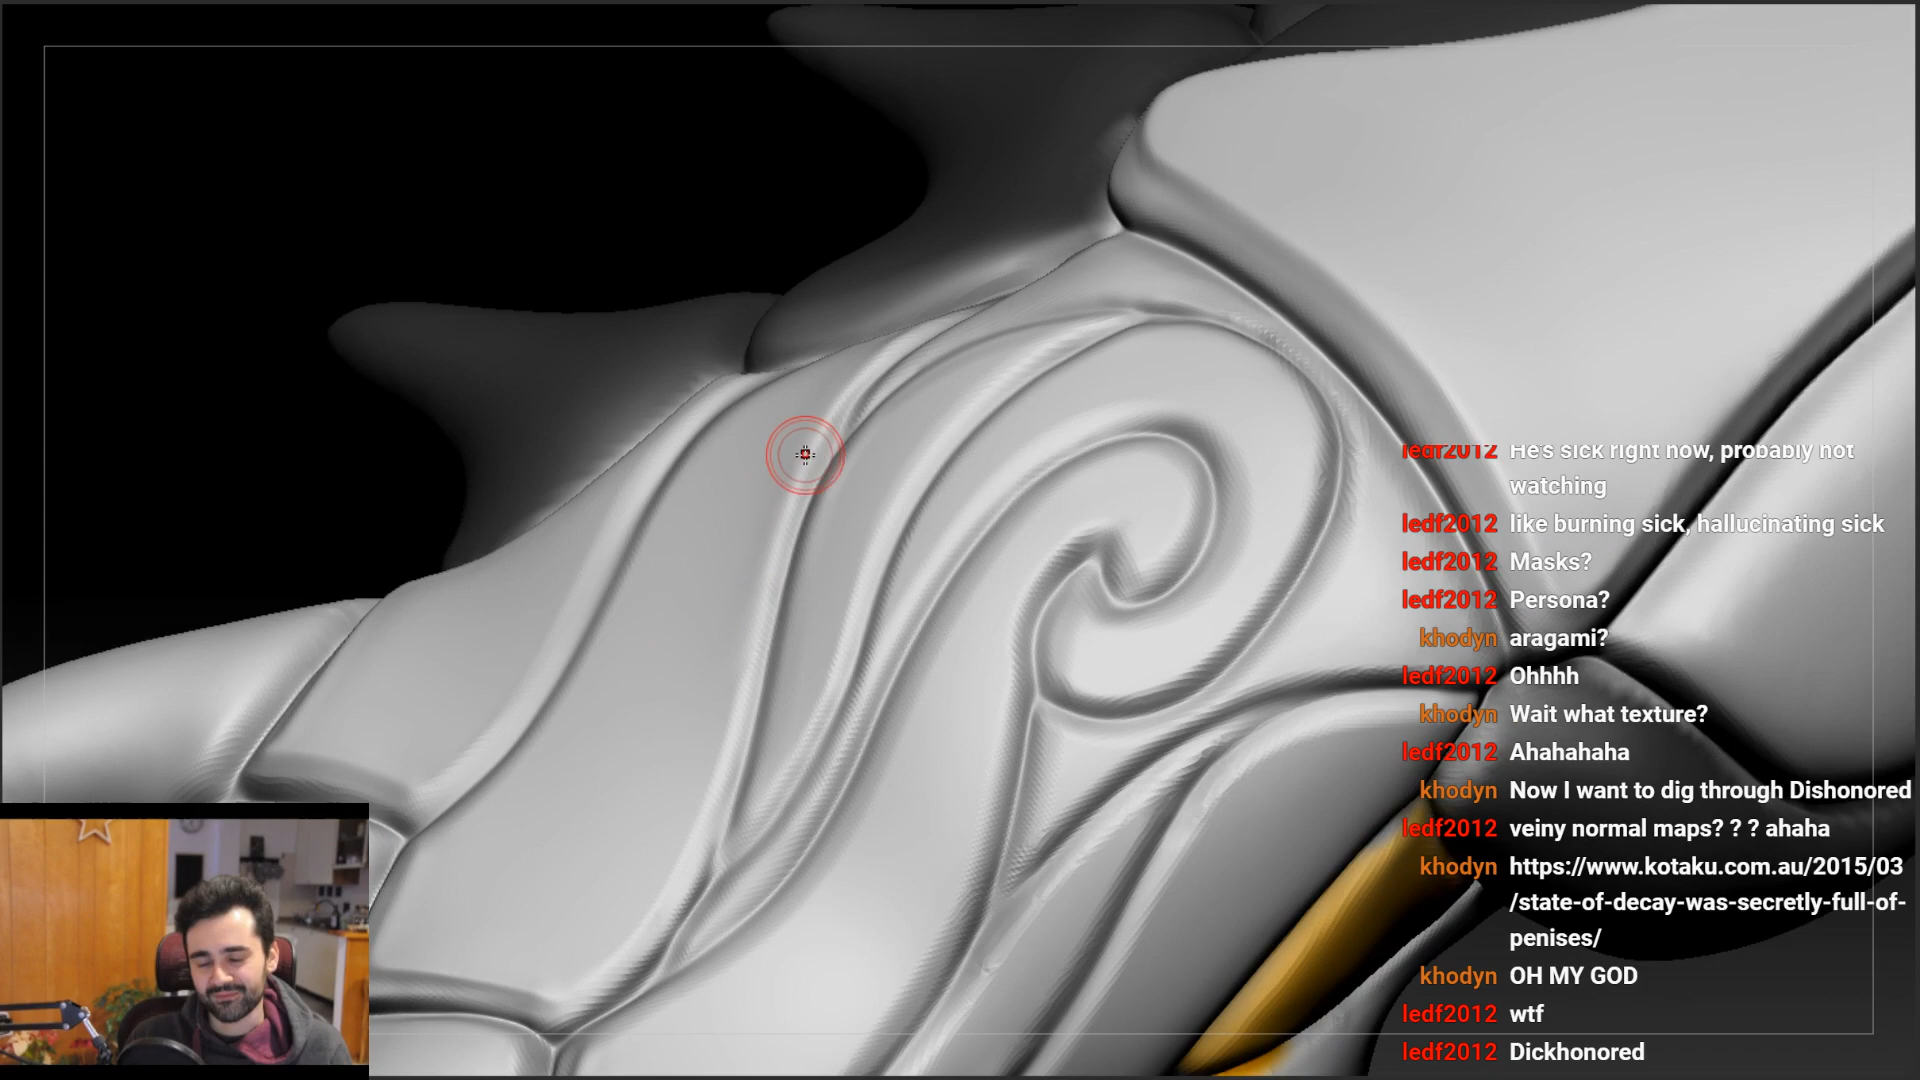 ledf2012 He's sick right now, probably not
watching
ledf2012 like burning sick, hallucinating sick
ledf2012 Masks?
ledf2012 Persona?
khodyn aragami?
ledf2012 Ohhhh
khodyn Wait what texture?
ledf2012 Ahahahaha
khodyn Now I want to dig through Dishonored
ledf2012 veiny normal maps? ? ? ahaha
khodyn https://www.kotaku.com.au/2015/03
/state-of-decay-was-secretly-full-of-
penises/
khodyn OH MY GOD
ledf2012 wtf
ledf2012 Dickhonored